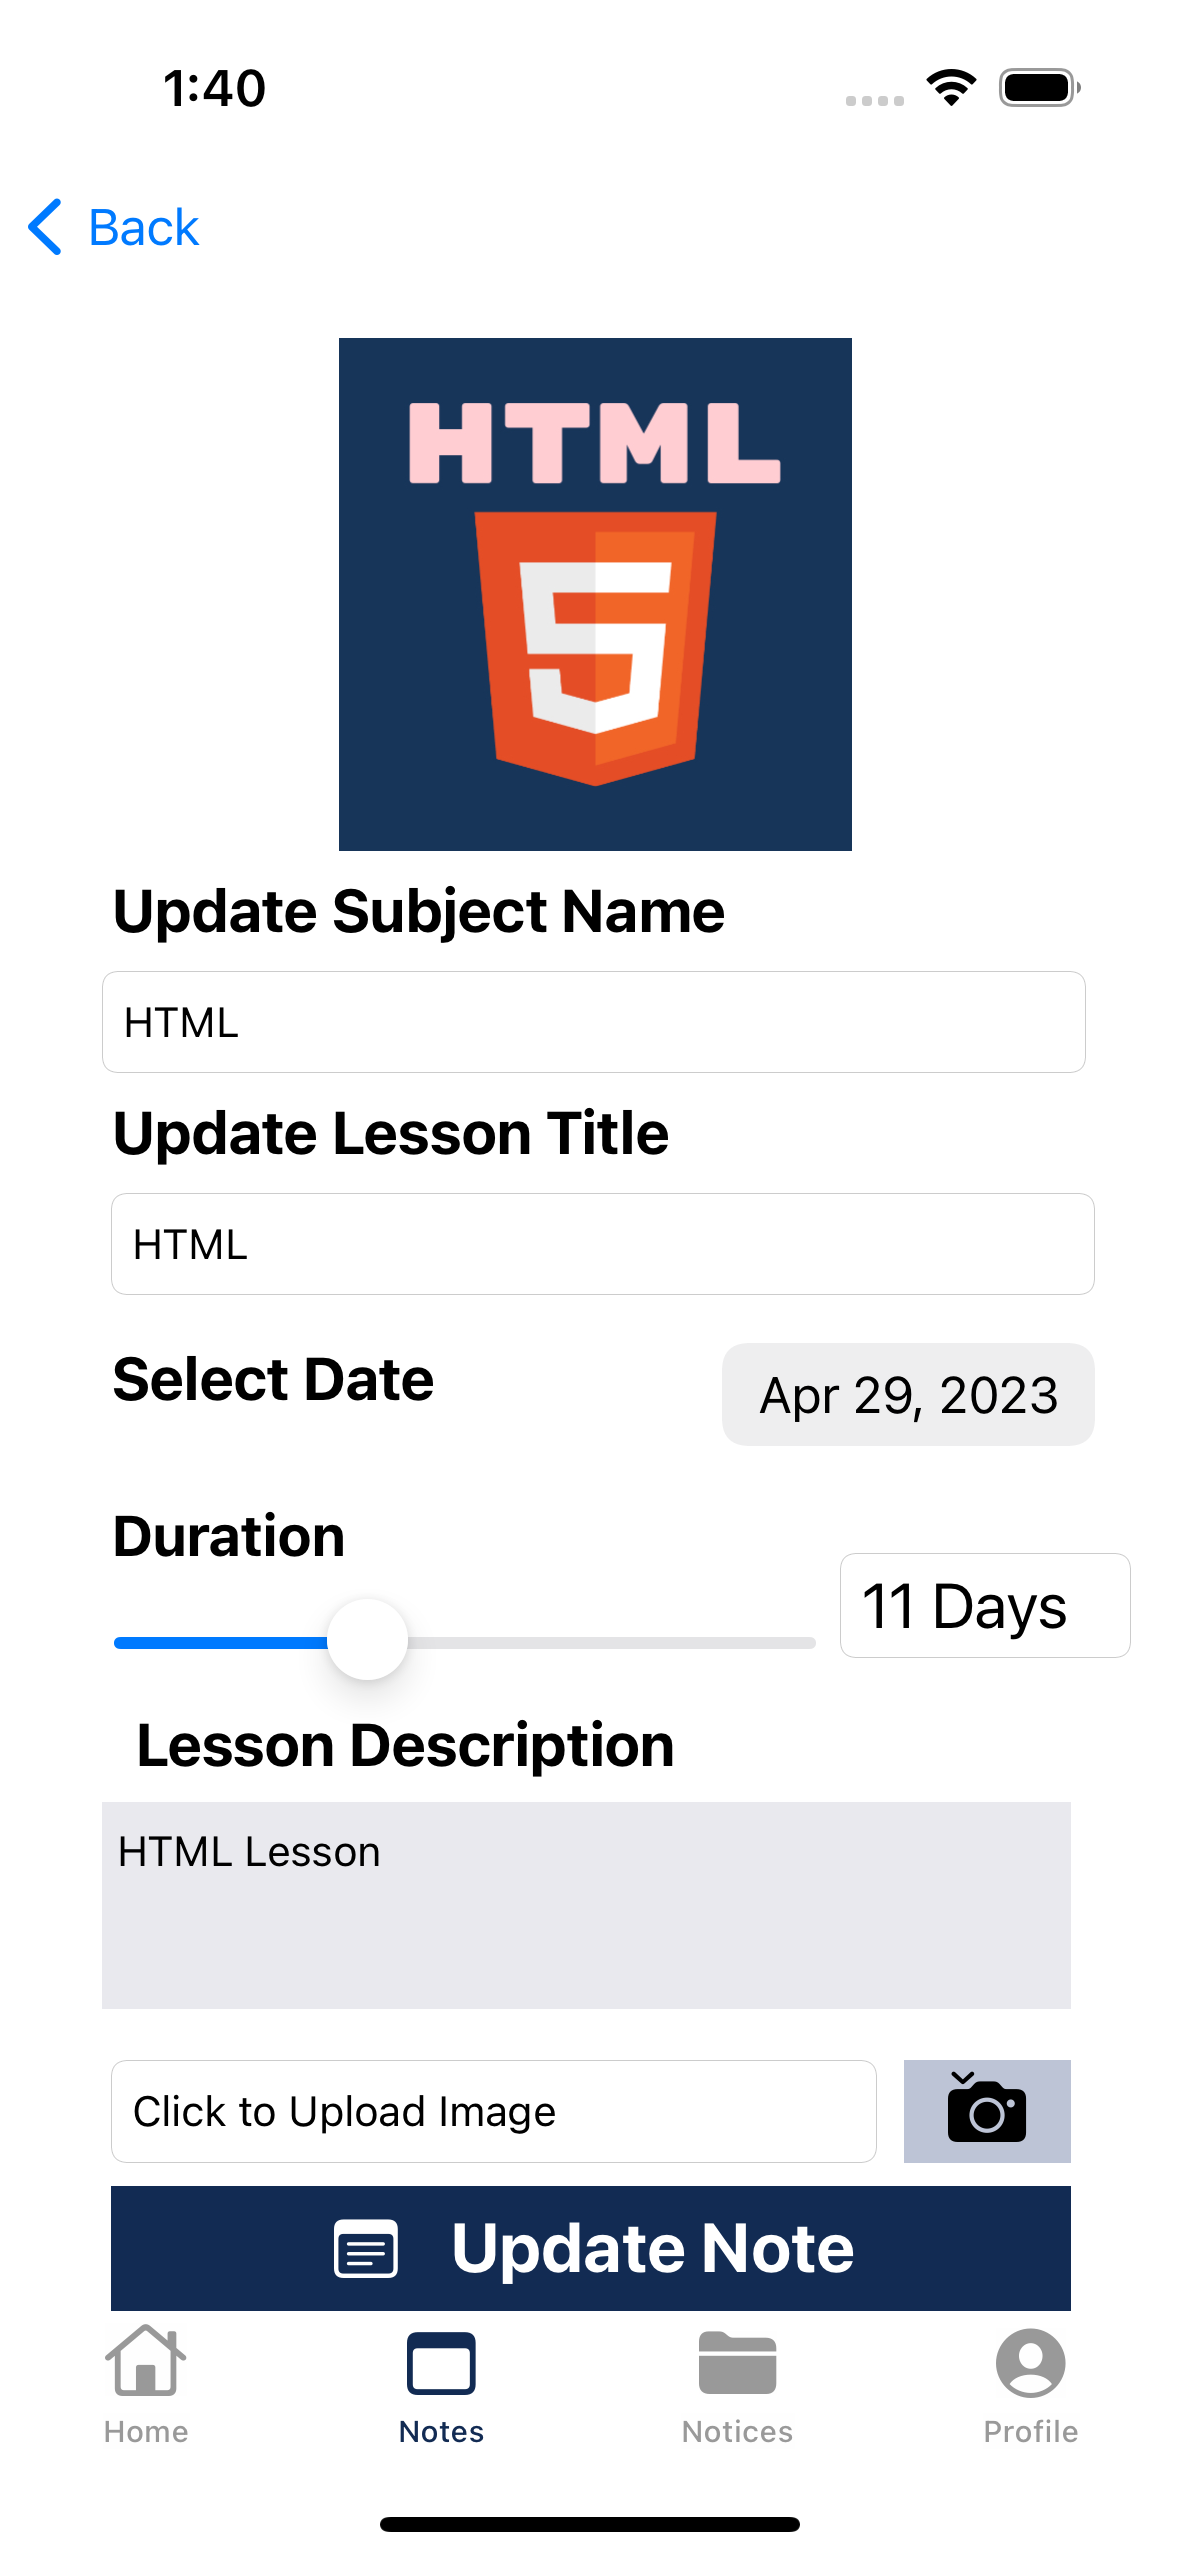 1:40
Back
HTML
5
Update Subject Name
HTML
Update Lesson Title
HTML
Select Date
Apr 29, 2023
Duration
11 Days
Lesson Description
HTML Lesson
Click to Upload Image
Update Note
Home
Notes
Notices
Profile